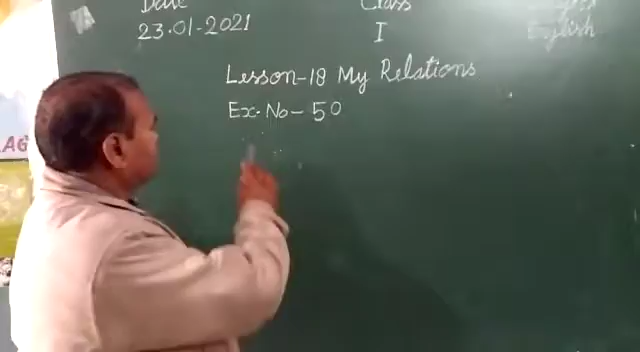 Date Class
23.01-2021 I English
Lesson-18 My Relations
Ex. No- 50